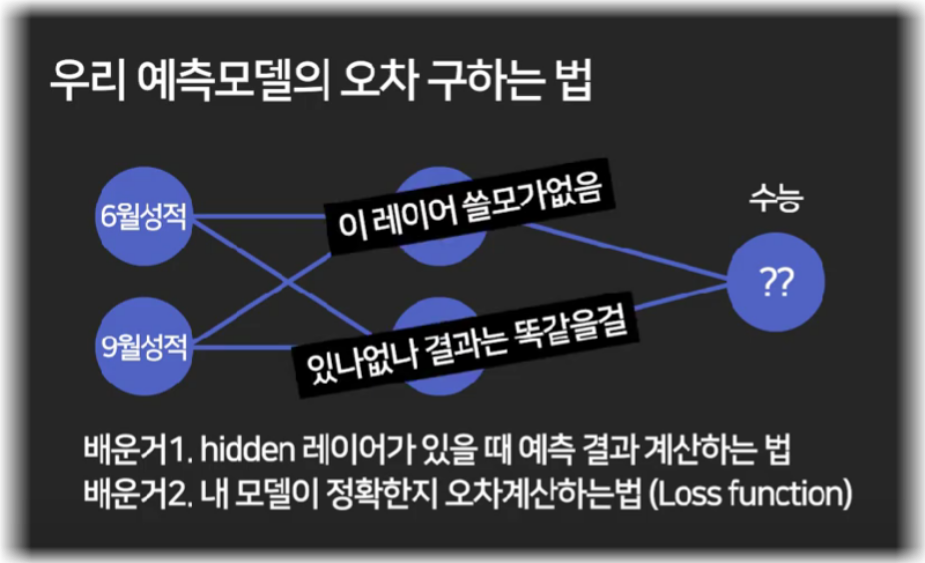 우리 예측모델의 오차 구하는 법
6월성적
이 레이어 쓸모가없음
수능
??
9월성적
있나없나 결과는 똑같을걸
배운거1. hidden 레이어가 있을 때 예측 결과 계산하는 법
배운거2. 내 모델이 정확한지 오차계산하는법 (Loss function)